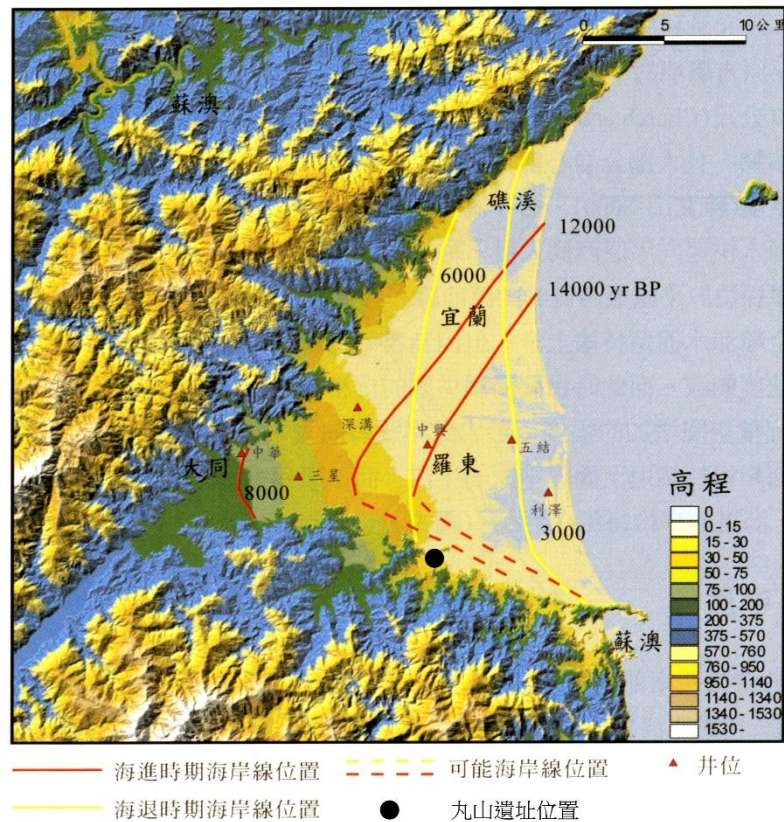 0 5 10公里
蘇澳
礁溪
12000
6000
14000 yr BP
宜蘭
深溝
中興
五結
中華
大同
羅東
三星
8000
利澤
3000
蘇澳
高程
0
0 - 15
15 - 30
30 - 50
50 - 75
75 - 100
100 - 200
200 - 375
375 - 570
570 - 760
760 - 950
950 - 1140
1140 - 1340
1340 - 1530
1530 -
海進時期海岸線位置
可能海岸線位置
井位
海退時期海岸線位置
丸山遺址位置